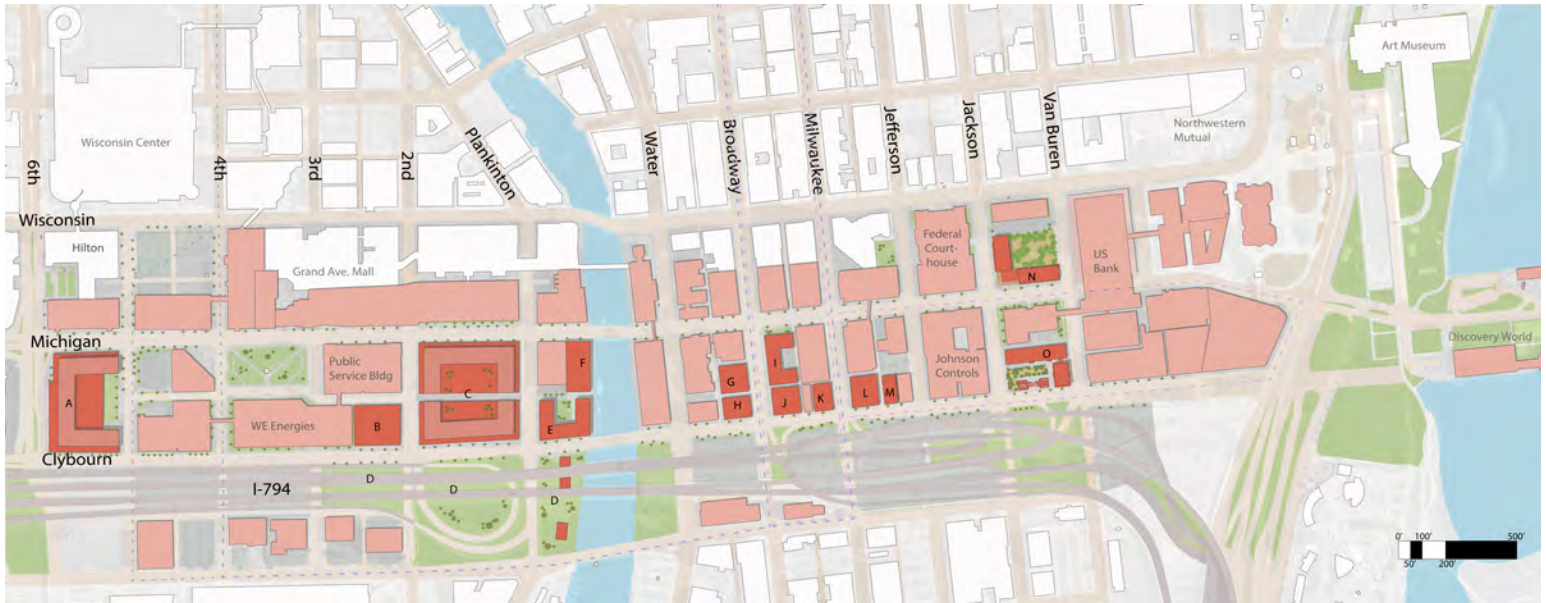 Art Museum
Wisconsin Center
Northwestern
Mutual
6th
4th
3rd
2nd
Plankinton
Water
Broadway
Milwaukee
Jefferson
Jackson
Van Buren
Wisconsin
Hilton
Grand Ave. Mall
Federal
Court-
house
US
Bank
N
Michigan
Discovery World
Public
Service Bldg
Johnson
Controls
A
B
C
E
F
G
H
I
J
K
L
M
O
WE Energies
Clybourn
I-794
D
D
D
0'
100'
500'
50'
200'